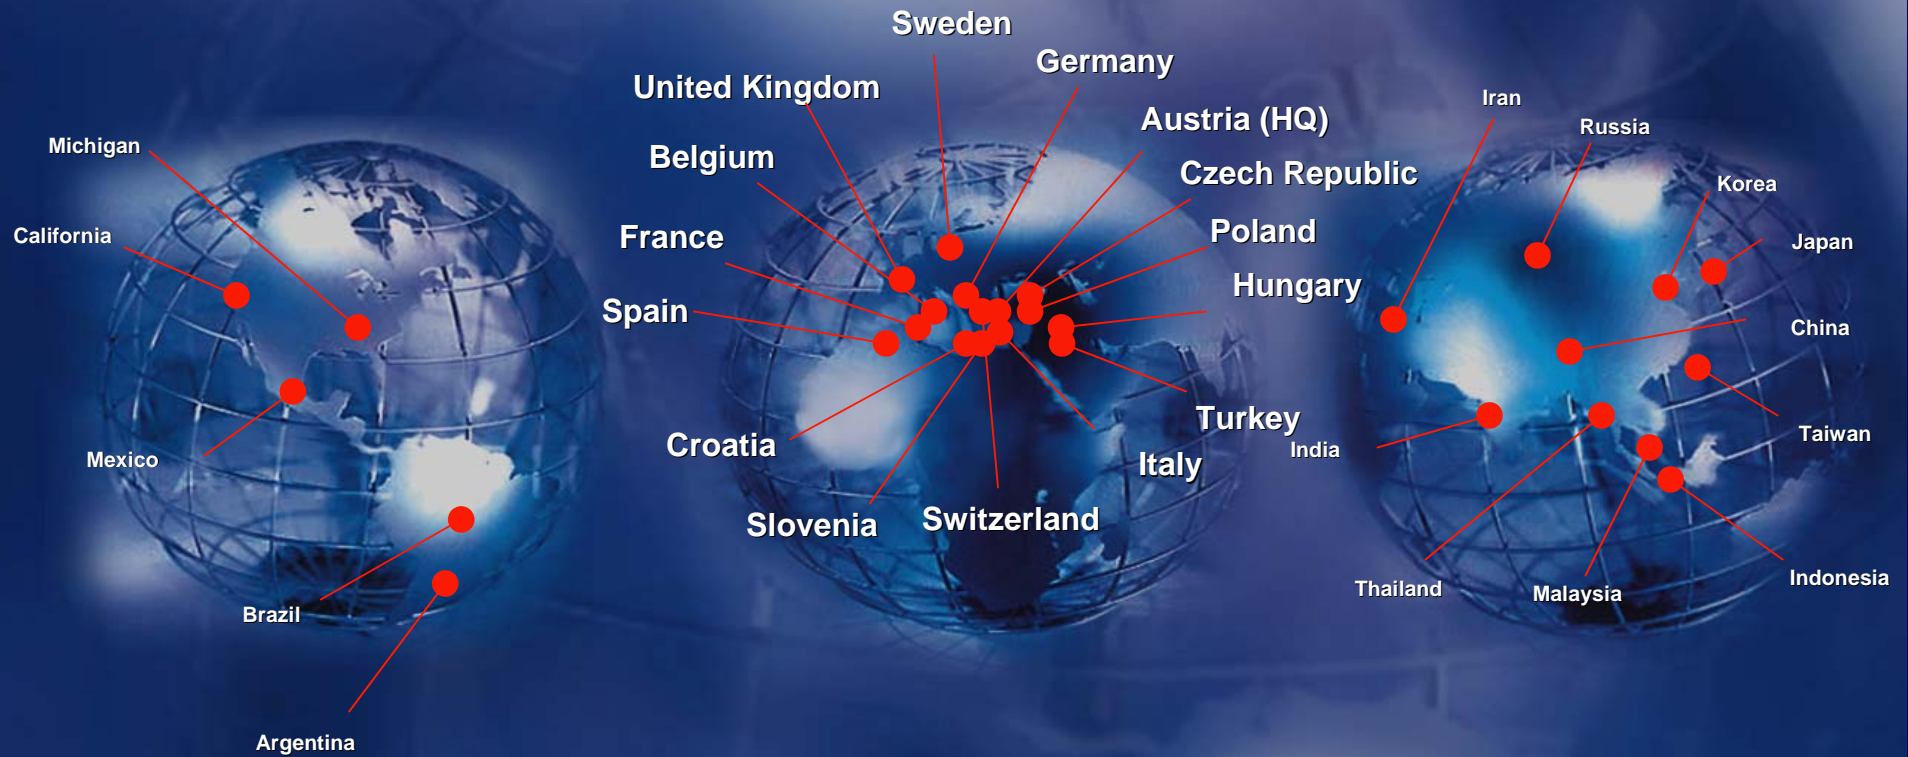 Michigan
California
Mexico
Brazil
Argentina
Sweden
Germany
United Kingdom
Austria (HQ)
Belgium
Czech Republic
France
Poland
Spain
Hungary
Croatia
Turkey
Italy
Slovenia
Switzerland
Iran
Russia
Korea
Japan
China
Taiwan
India
Thailand
Malaysia
Indonesia